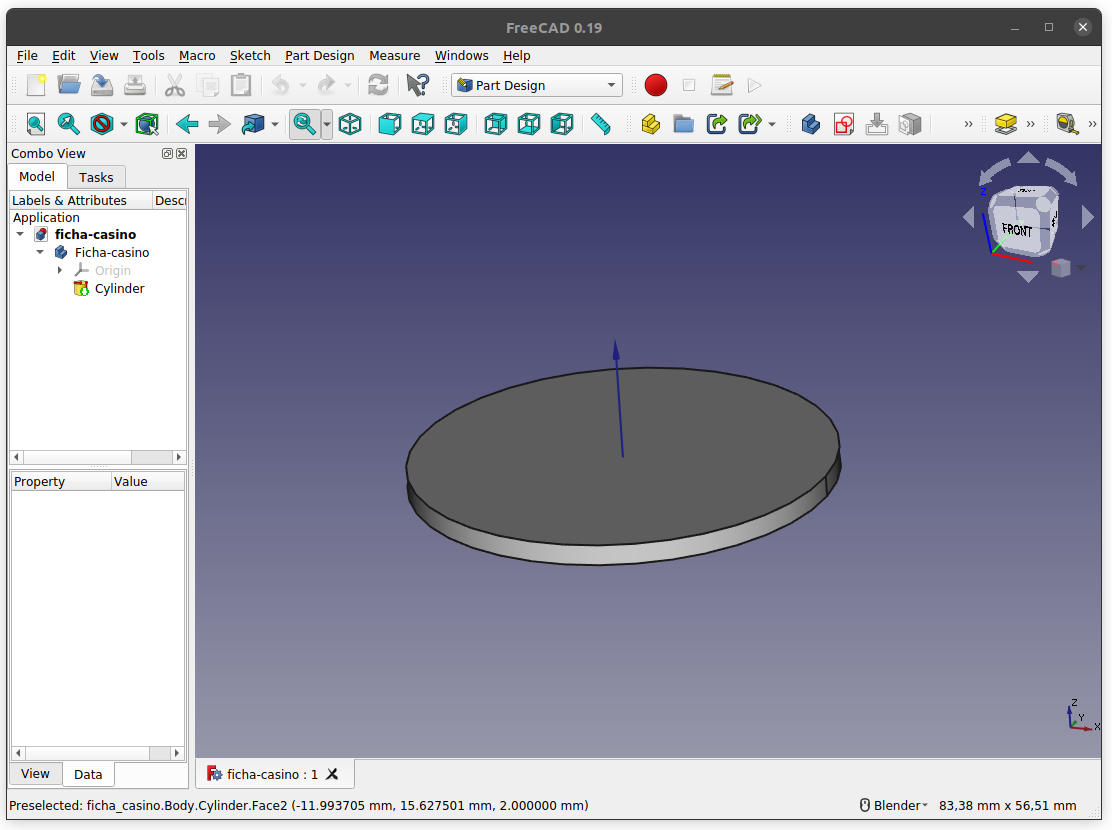 FreeCAD 0.19
File Edit View Tools Macro Sketch Part Design Measure Windows Help
Part Design
Combo View
Model Tasks
Labels & Attributes Descr
Application
ficha-casino
Ficha-casino
Origin
Cylinder
Z
FRONT
Property Value
Z
Y
X
View Data
ficha-casino : 1
Preselected: ficha_casino.Body.Cylinder.Face2 (-11.993705 mm, 15.627501 mm, 2.000000 mm) Blender 83,38 mm x 56,51 mm